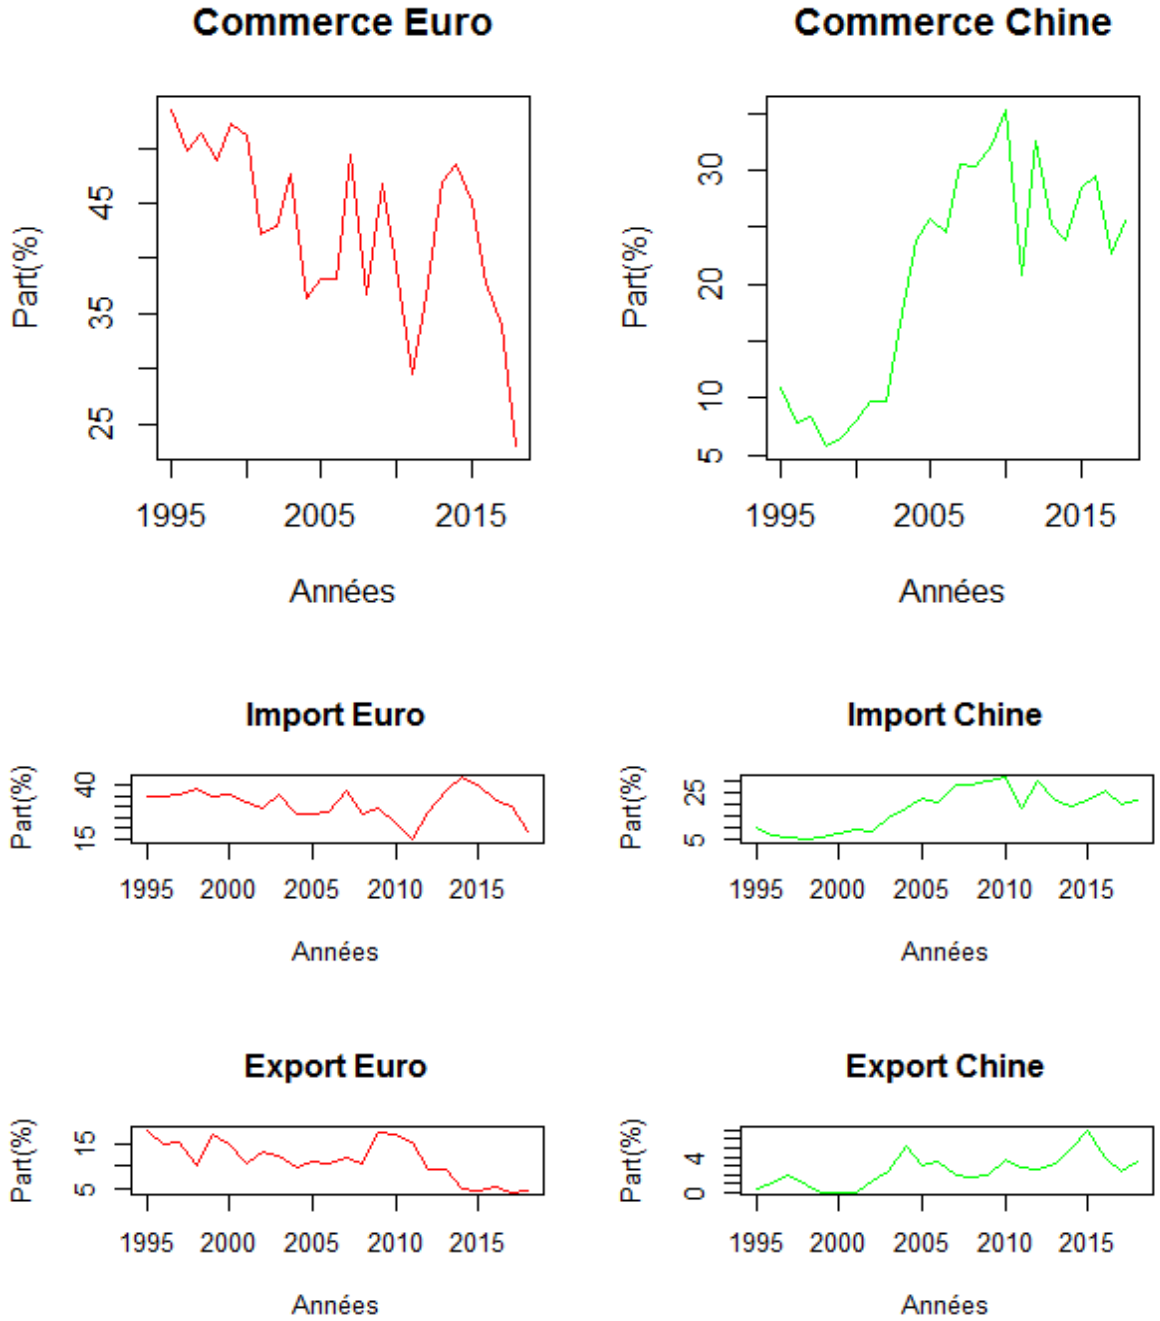 Commerce Euro
Part(%)
45
35
25
1995 2005 2015
Années
Commerce Chine
Part(%)
30
20
10
5
1995 2005 2015
Années
Import Euro
Part(%)
40
15
1995 2000 2005 2010 2015
Années
Import Chine
Part(%)
25
5
1995 2000 2005 2010 2015
Années
Export Euro
Part(%)
15
5
1995 2000 2005 2010 2015
Années
Export Chine
Part(%)
4
0
1995 2000 2005 2010 2015
Années